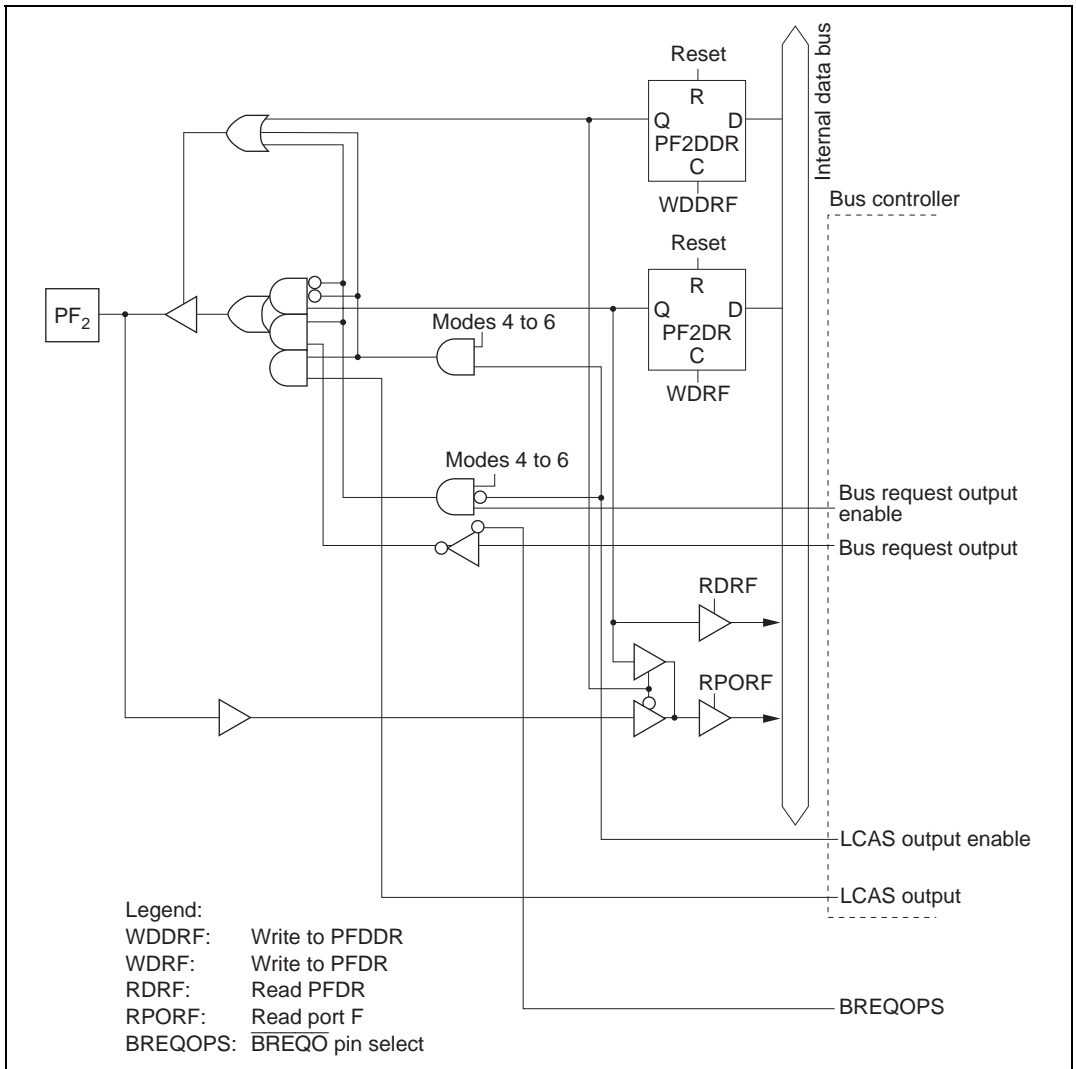 Reset
R
Q D
PF2DDR
C
WDDRF
Internal data bus
Bus controller
Reset
R
Q D
PF2DR
C
WDRF
PF₂
Modes 4 to 6
Modes 4 to 6
Bus request output
enable
Bus request output
RDRF
RPORF
LCAS output enable
LCAS output
BREQOPS
Legend:
WDDRF: Write to PFDDR
WDRF: Write to PFDR
RDRF: Read PFDR
RPORF: Read port F
BREQOPS: B̅R̅E̅Q̅O̅ pin select